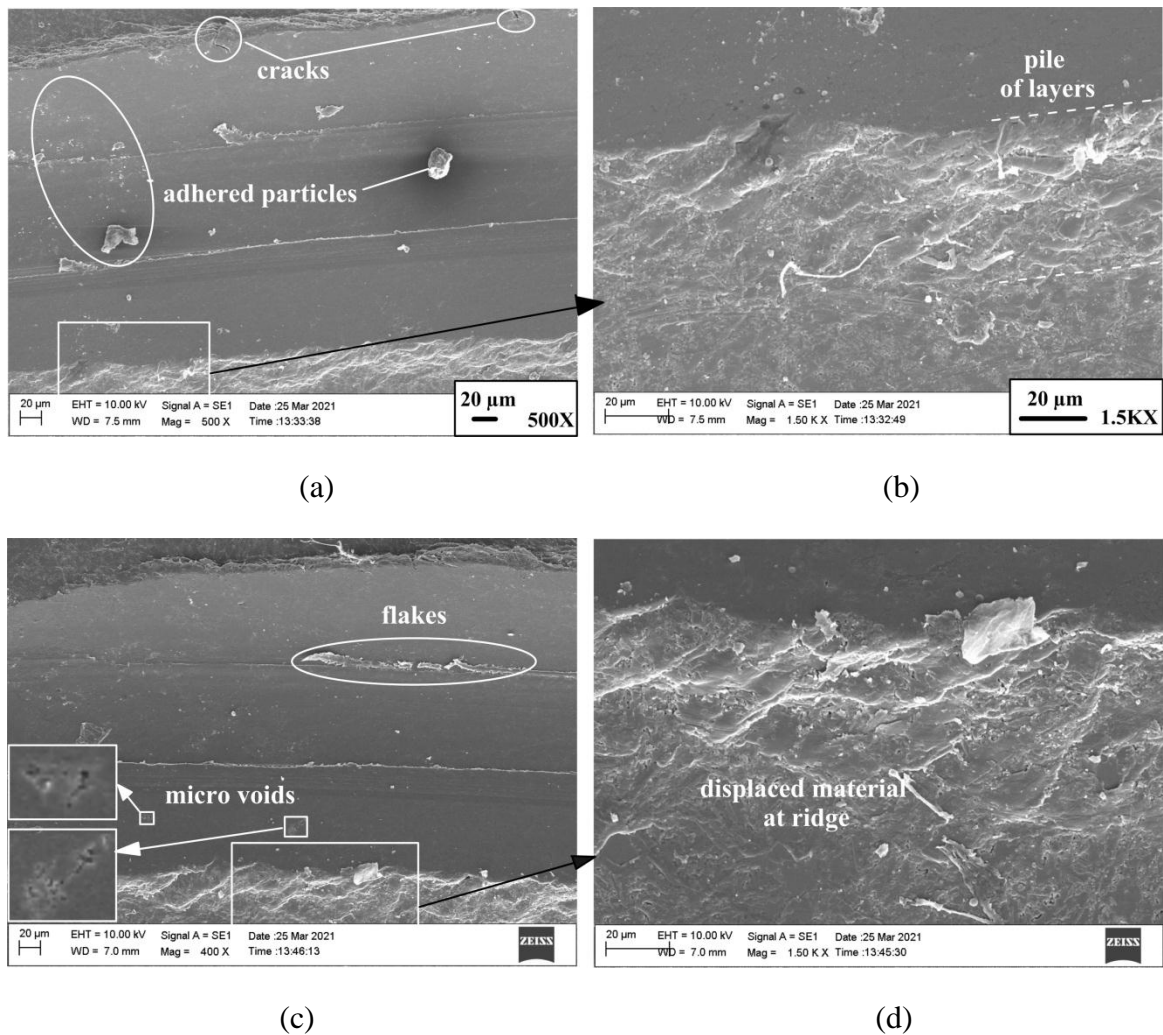 cracks
adhered particles
20 µm
EHT = 10.00 kV Signal A = SE1 Date :25 Mar 2021
WD = 7.5 mm Mag = 500 X Time :13:33:38
20 µm
500X
(a)
pile
of layers
20 µm
EHT = 10.00 kV Signal A = SE1 Date :25 Mar 2021
WD = 7.5 mm Mag = 1.50 K X Time :13:32:49
20 µm
1.5KX
(b)
flakes
micro voids
20 µm
EHT = 10.00 kV Signal A = SE1 Date :25 Mar 2021
WD = 7.0 mm Mag = 400 X Time :13:46:13
ZEISS
(c)
displaced material
at ridge
20 µm
EHT = 10.00 kV Signal A = SE1 Date :25 Mar 2021
WD = 7.0 mm Mag = 1.50 K X Time :13:45:30
ZEISS
(d)